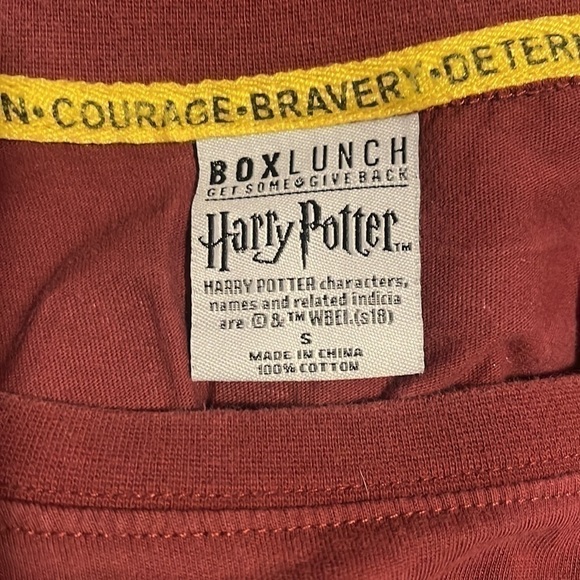 N•COURAGE•BRAVERY•DETER
BOXLUNCH
GET SOME & GIVE BACK
Harry Potter™
HARRY POTTER characters,
names and related indicia
are © & ™ WBEI.(s18)
S
MADE IN CHINA
100% COTTON